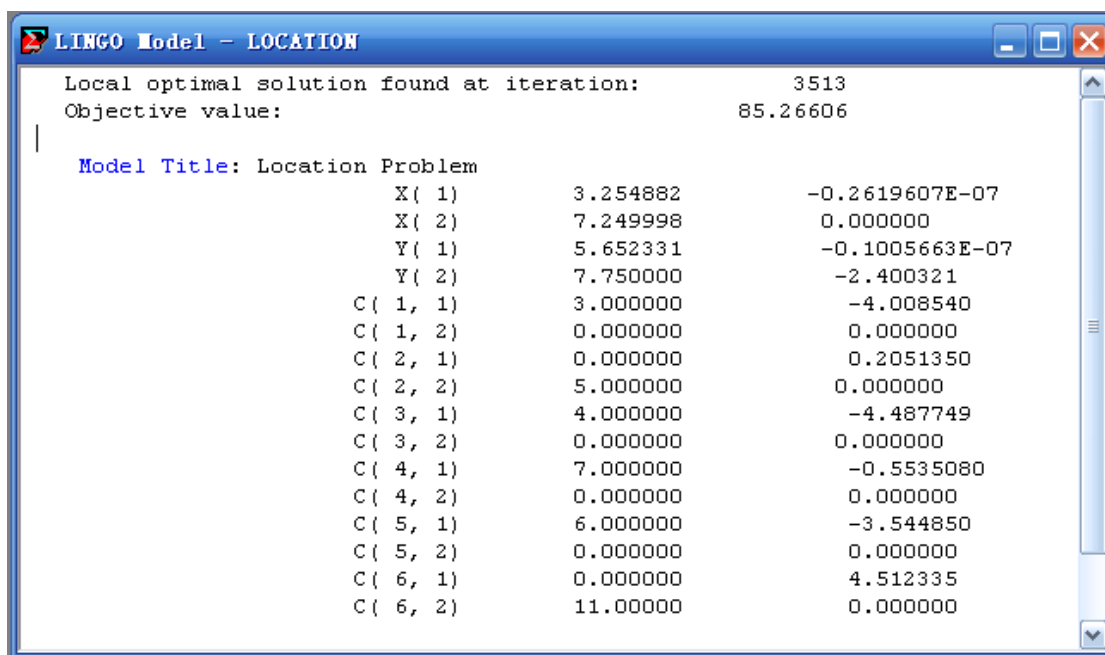 LINGO Model - LOCATION
Local optimal solution found at iteration: 3513
Objective value: 85.26606
Model Title: Location Problem
X( 1) 3.254882 -0.2619607E-07
X( 2) 7.249998 0.000000
Y( 1) 5.652331 -0.1005663E-07
Y( 2) 7.750000 -2.400321
C( 1, 1) 3.000000 -4.008540
C( 1, 2) 0.000000 0.000000
C( 2, 1) 0.000000 0.2051350
C( 2, 2) 5.000000 0.000000
C( 3, 1) 4.000000 -4.487749
C( 3, 2) 0.000000 0.000000
C( 4, 1) 7.000000 -0.5535080
C( 4, 2) 0.000000 0.000000
C( 5, 1) 6.000000 -3.544850
C( 5, 2) 0.000000 0.000000
C( 6, 1) 0.000000 4.512335
C( 6, 2) 11.00000 0.000000